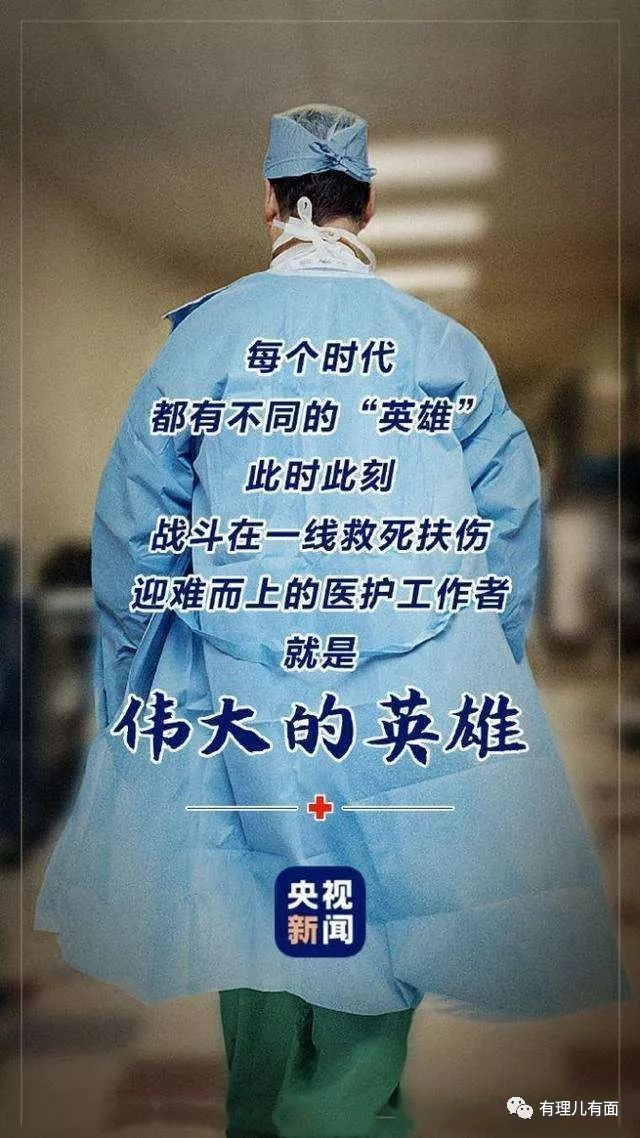 每个时代
都有不同的“英雄”
此时此刻
战斗在一线救死扶伤
迎难而上的医护工作者
就是
伟大的英雄
央视
新闻
有理儿有面